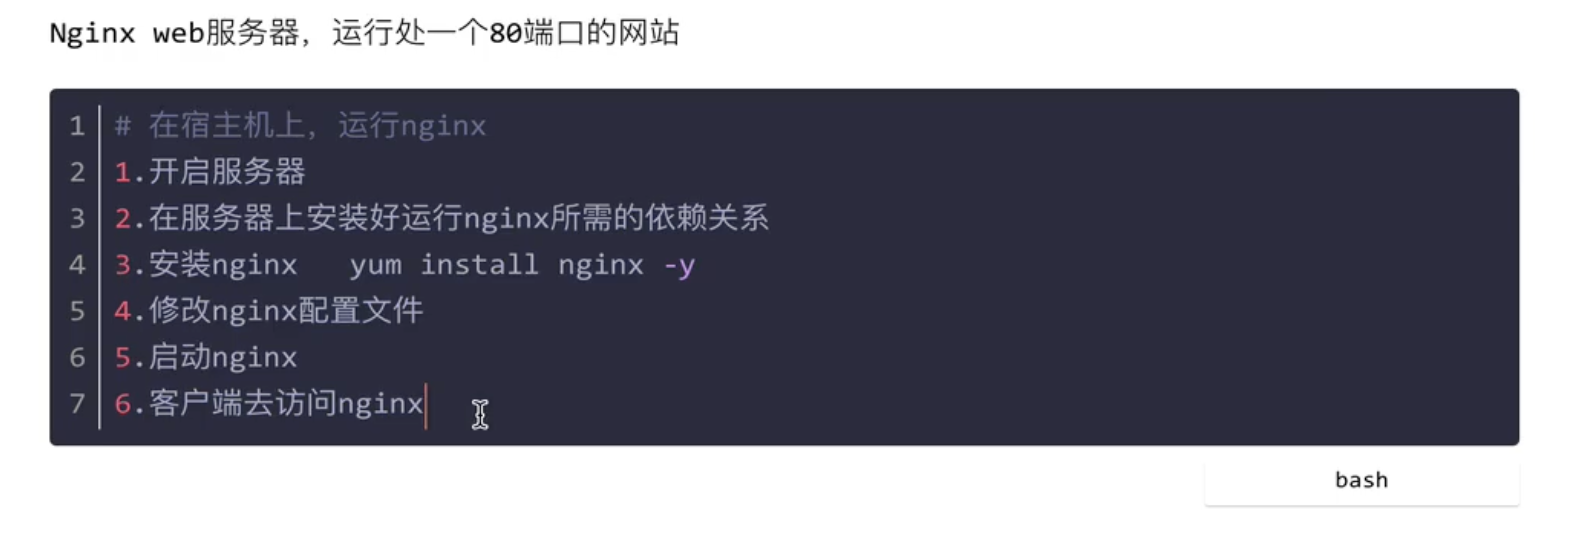 Nginx web服务器，运行处一个80端口的网站
1 # 在宿主机上，运行nginx
2 1.开启服务器
3 2.在服务器上安装好运行nginx所需的依赖关系
4 3.安装nginx   yum install nginx -y
5 4.修改nginx配置文件
6 5.启动nginx
7 6.客户端去访问nginx
bash